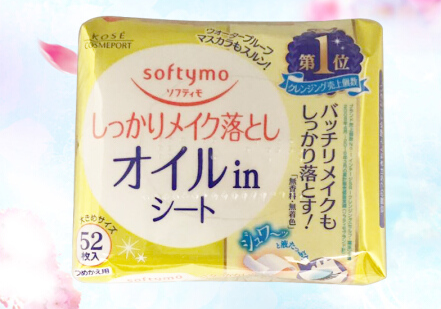 KOSÉ
COSMEPORT
ウォータープルーフ
マスカラもスルン!
softymo
ソフティモ
しっかりメイク落とし
オイル in
シート
大きめサイズ
52
枚入
つめかえ用
softymo
第1位
クレンジング売上個数
バッチリメイクも
しっかり落とす!
無香料・無着色
ジュワーッ